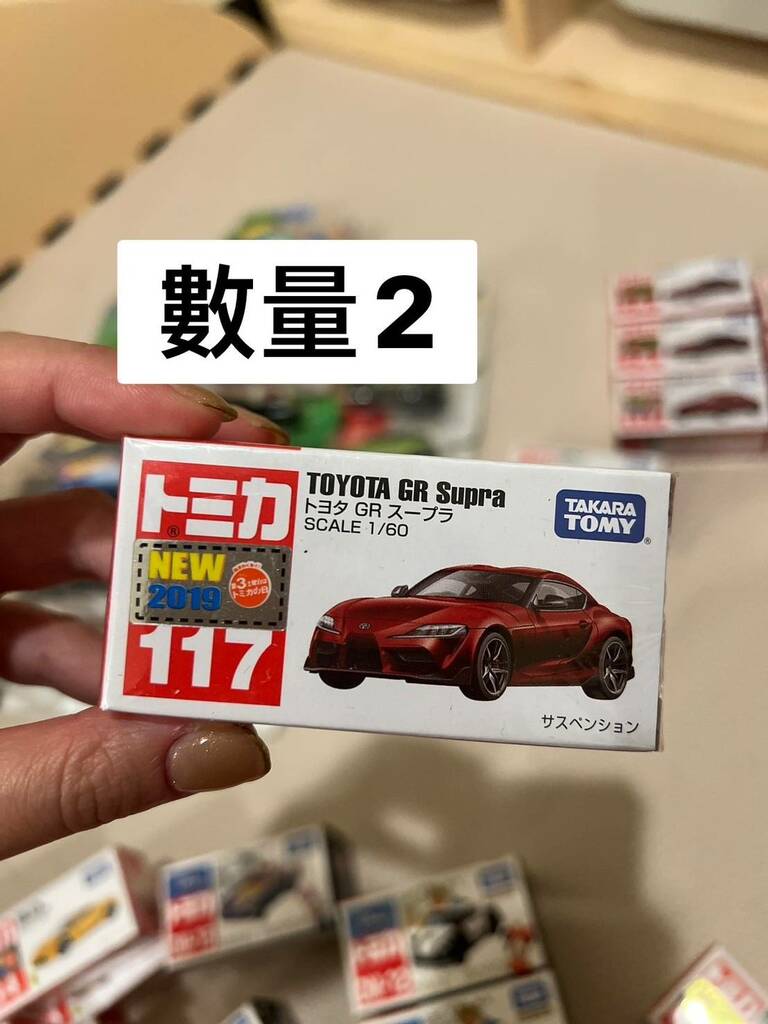 數量2
トミカ
®
NEW
2019
117
TOYOTA GR Supra
トヨタ GR スープラ
SCALE 1/60
TAKARA
TOMY
®
サスペンション